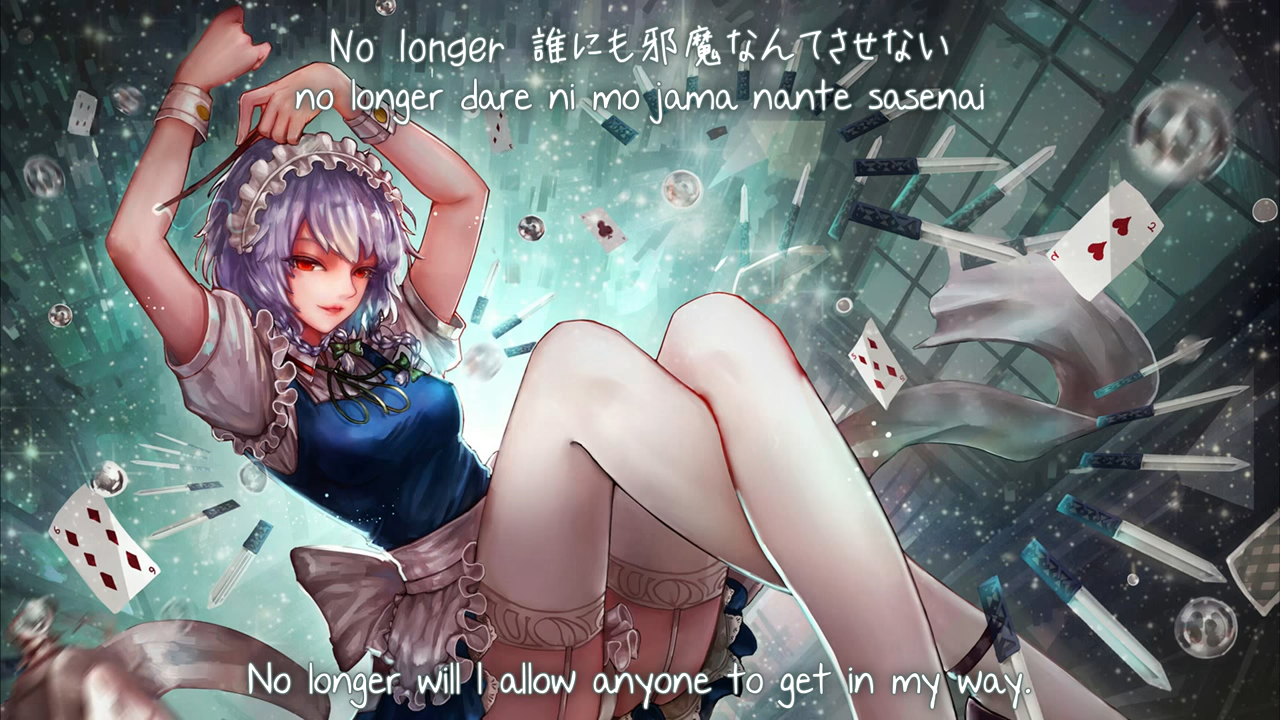 No longer 誰にも邪魔なんてさせない
no longer dare ni mo jama nante sasenai
No longer will I allow anyone to get in my way.